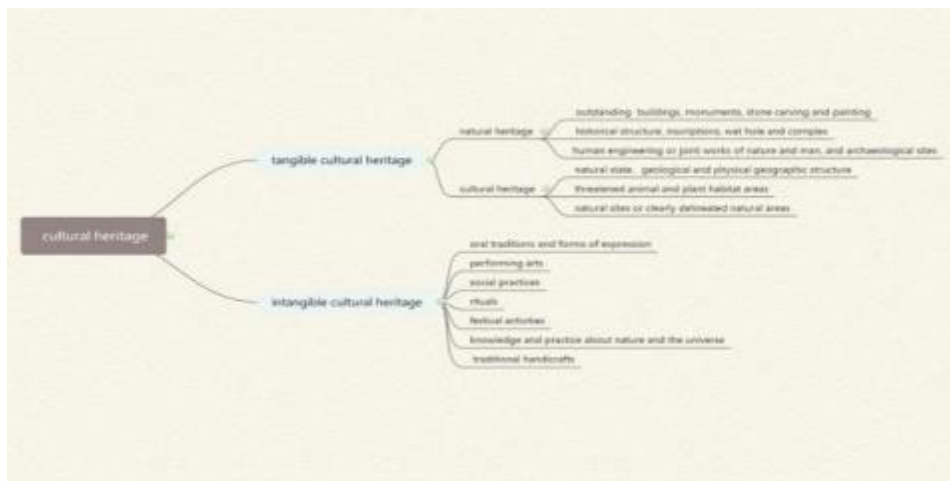 outstanding buildings, monuments, stone carving and painting
natural heritage
historical structure, inscriptions, wall hole and complex
human engineering or joint works of nature and man, and archaeological sites
tangible cultural heritage
natural state, geological and physical geographic structure
cultural heritage
threatened animal and plant habitat areas
natural sites or clearly delineated natural areas
cultural heritage
oral traditions and forms of expression
performing arts
social practices
intangible cultural heritage
rituals
festival activities
knowledge and practice about nature and the universe
traditional handicrafts